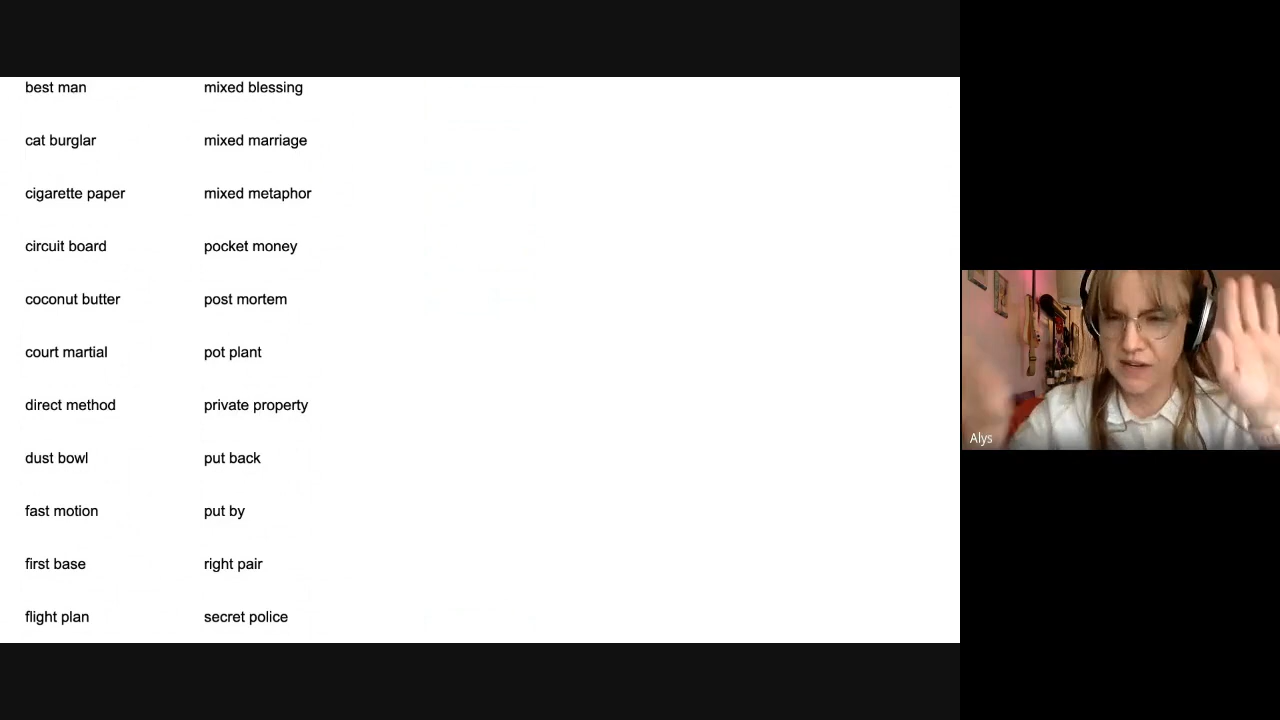 best man mixed blessing
cat burglar mixed marriage
cigarette paper mixed metaphor
circuit board pocket money
coconut butter post mortem
court martial pot plant
direct method private property
dust bowl put back
fast motion put by
first base right pair
flight plan secret police
Alys